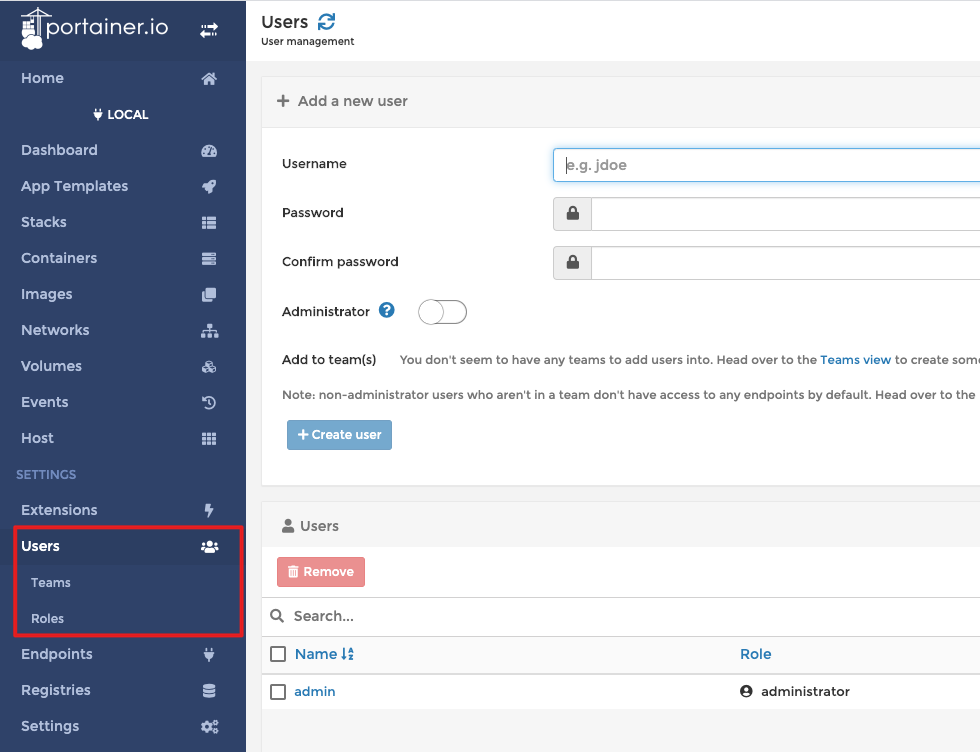 portainer.io
Home
LOCAL
Dashboard
App Templates
Stacks
Containers
Images
Networks
Volumes
Events
Host
SETTINGS
Extensions
Users
Teams
Roles
Endpoints
Registries
Settings
Users
User management
+ Add a new user
Username
e.g. jdoe
Password
Confirm password
Administrator ?
Add to team(s) You don't seem to have any teams to add users into. Head over to the Teams view to create som
Note: non-administrator users who aren't in a team don't have access to any endpoints by default. Head over to the
+ Create user
Users
Remove
Search...
Name Role
admin administrator